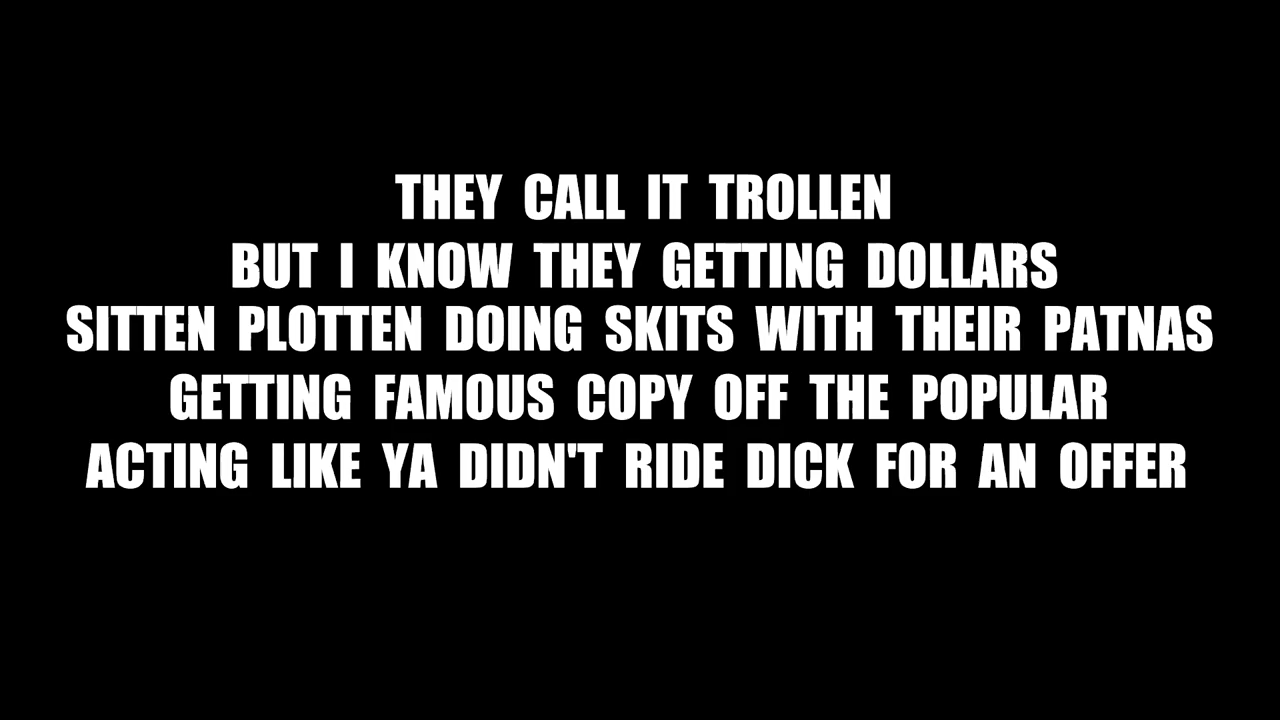 THEY CALL IT TROLLEN
BUT I KNOW THEY GETTING DOLLARS
SITTEN PLOTTEN DOING SKITS WITH THEIR PATNAS
GETTING FAMOUS COPY OFF THE POPULAR
ACTING LIKE YA DIDN'T RIDE DICK FOR AN OFFER